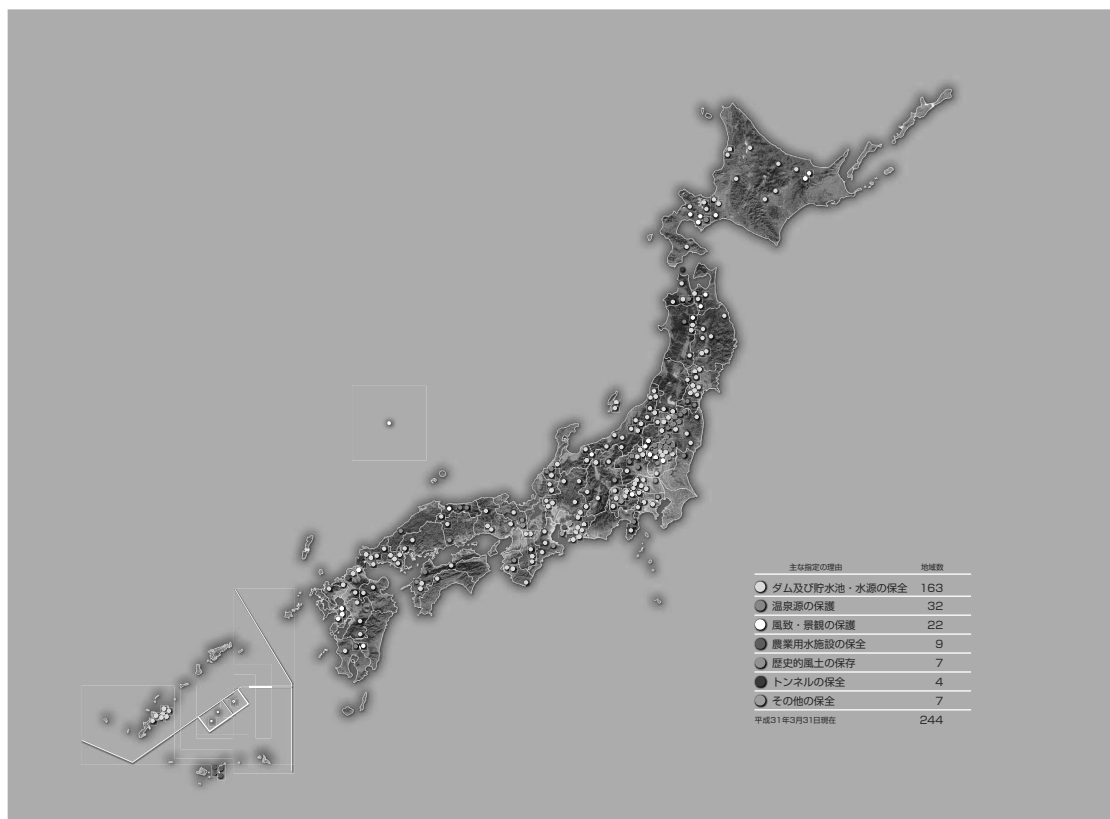 主な指定の理由 地域数
ダム及び貯水池・水源の保全 163
温泉源の保護 32
風致・景観の保護 22
農業用水施設の保全 9
歴史的風土の保存 7
トンネルの保全 4
その他の保全 7
平成31年3月31日現在 244